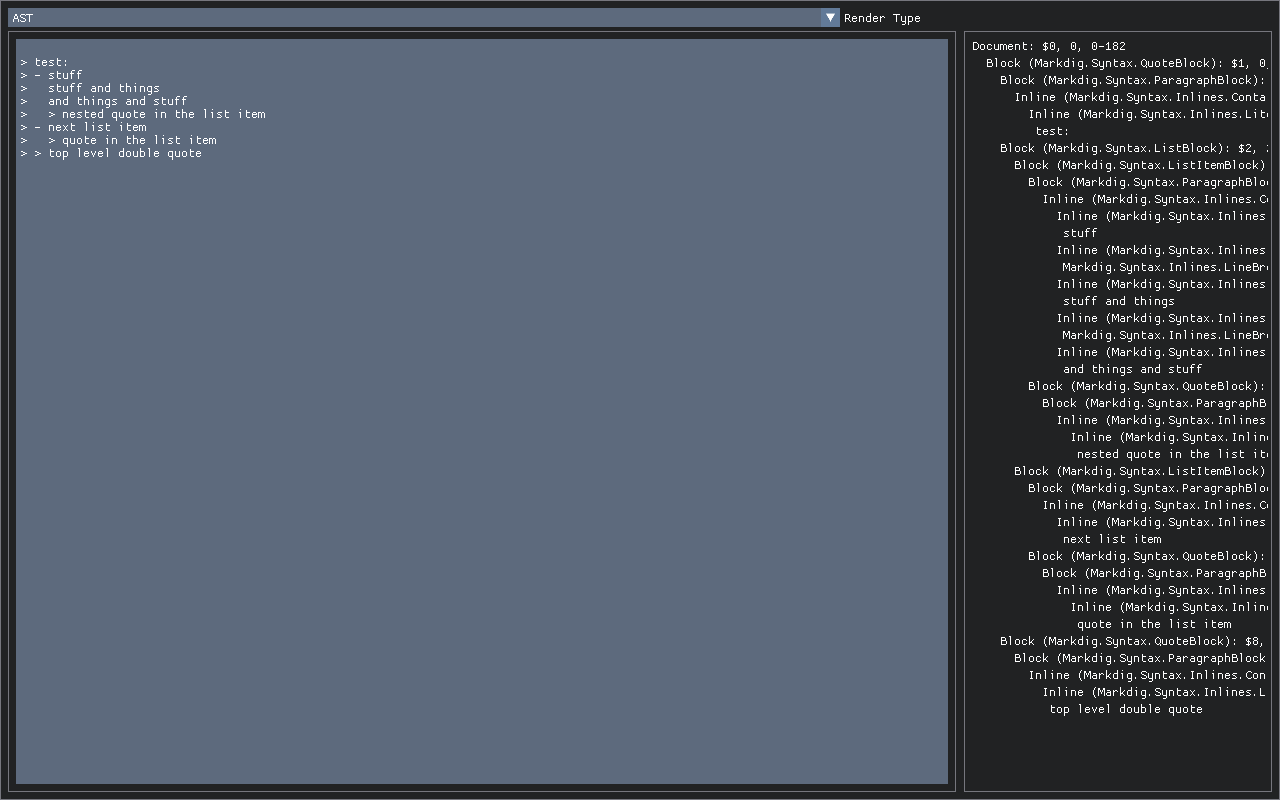 AST
Render Type
> test:
> - stuff
>   stuff and things
>   and things and stuff
>   > nested quote in the list item
> - next list item
>   > quote in the list item
> > top level double quote
Document: $0, 0, 0-182
Block (Markdig.Syntax.QuoteBlock): $1, 0
Block (Markdig.Syntax.ParagraphBlock):
Inline (Markdig.Syntax.Inlines.Conta
Inline (Markdig.Syntax.Inlines.Lit
test:
Block (Markdig.Syntax.ListBlock): $2,
Block (Markdig.Syntax.ListItemBlock)
Block (Markdig.Syntax.ParagraphBlo
Inline (Markdig.Syntax.Inlines.C
Inline (Markdig.Syntax.Inlines
stuff
Inline (Markdig.Syntax.Inlines
Markdig.Syntax.Inlines.LineBr
Inline (Markdig.Syntax.Inlines
stuff and things
Inline (Markdig.Syntax.Inlines
Markdig.Syntax.Inlines.LineBr
Inline (Markdig.Syntax.Inlines
and things and stuff
Block (Markdig.Syntax.QuoteBlock):
Block (Markdig.Syntax.ParagraphB
Inline (Markdig.Syntax.Inlines
Inline (Markdig.Syntax.Inlin
nested quote in the list it
Block (Markdig.Syntax.ListItemBlock)
Block (Markdig.Syntax.ParagraphBlo
Inline (Markdig.Syntax.Inlines.C
Inline (Markdig.Syntax.Inlines
next list item
Block (Markdig.Syntax.QuoteBlock):
Block (Markdig.Syntax.ParagraphB
Inline (Markdig.Syntax.Inlines
Inline (Markdig.Syntax.Inlin
quote in the list item
Block (Markdig.Syntax.QuoteBlock): $8,
Block (Markdig.Syntax.ParagraphBlock
Inline (Markdig.Syntax.Inlines.Con
Inline (Markdig.Syntax.Inlines.L
top level double quote